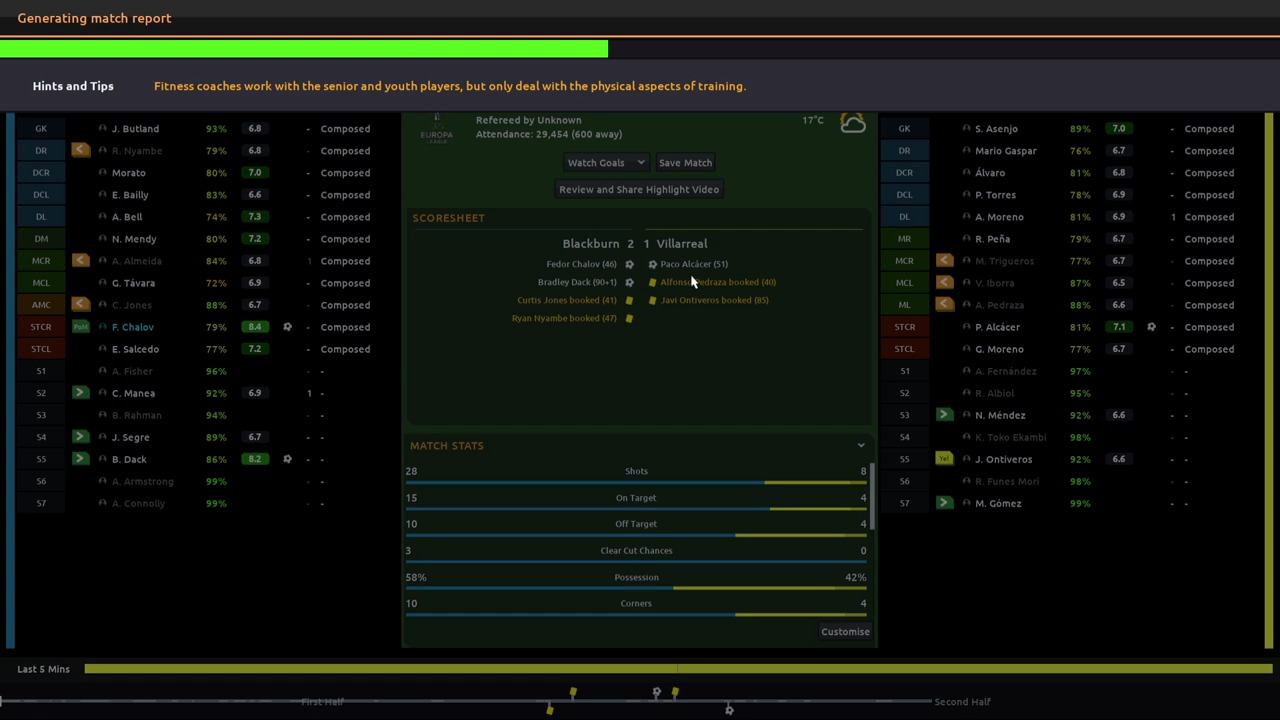 Generating match report
Hints and Tips Fitness coaches work with the senior and youth players, but only deal with the physical aspects of training.
EUROPA
LEAGUE
Refereed by Unknown
Attendance: 29,454 (600 away)
17°C
Watch Goals Save Match
Review and Share Highlight Video
GK J. Butland 93% 6.8 - Composed
DR R. Nyambe 79% 6.8 - Composed
DCR Morato 80% 7.0 - Composed
DCL E. Bailly 83% 6.6 - Composed
DL A. Bell 74% 7.3 - Composed
DM N. Mendy 80% 7.2 - Composed
MCR A. Almeida 84% 6.8 1 Composed
MCL G. Távara 72% 6.9 - Composed
AMC C. Jones 88% 6.7 - Composed
STCR PoM F. Chalov 79% 8.4 - Composed
STCL E. Salcedo 77% 7.2 - Composed
S1 A. Fisher 96% - -
S2 C. Manea 92% 6.9 1 -
S3 B. Rahman 94% - -
S4 J. Segre 89% 6.7 - -
S5 B. Dack 86% 8.2 - -
S6 A. Armstrong 99% - -
S7 A. Connolly 99% - -
SCORESHEET
Blackburn 2 1 Villarreal
Fedor Chalov (46) Paco Alcácer (51)
Bradley Dack (90+1) Alfonso Pedraza booked (40)
Curtis Jones booked (41) Javi Ontiveros booked (85)
Ryan Nyambe booked (47)
MATCH STATS
28 Shots 8
15 On Target 4
10 Off Target 4
3 Clear Cut Chances 0
58% Possession 42%
10 Corners 4
Customise
GK S. Asenjo 89% 7.0 - Composed
DR Mario Gaspar 76% 6.7 - Composed
DCR Álvaro 81% 6.8 - Composed
DCL P. Torres 78% 6.9 - Composed
DL A. Moreno 81% 6.9 1 Composed
MR R. Peña 79% 6.7 - Composed
MCR M. Trigueros 77% 6.6 - Composed
MCL V. Iborra 87% 6.5 - Composed
ML A. Pedraza 88% 6.6 - Composed
STCR P. Alcácer 81% 7.1 - Composed
STCL G. Moreno 77% 6.7 - Composed
S1 A. Fernández 97% - -
S2 R. Albiol 95% - -
S3 N. Méndez 92% 6.6 - -
S4 K. Toko Ekambi 98% - -
S5 Yel J. Ontiveros 92% 6.6 - -
S6 R. Funes Mori 98% - -
S7 M. Gómez 99% - -
Last 5 Mins
First Half Second Half